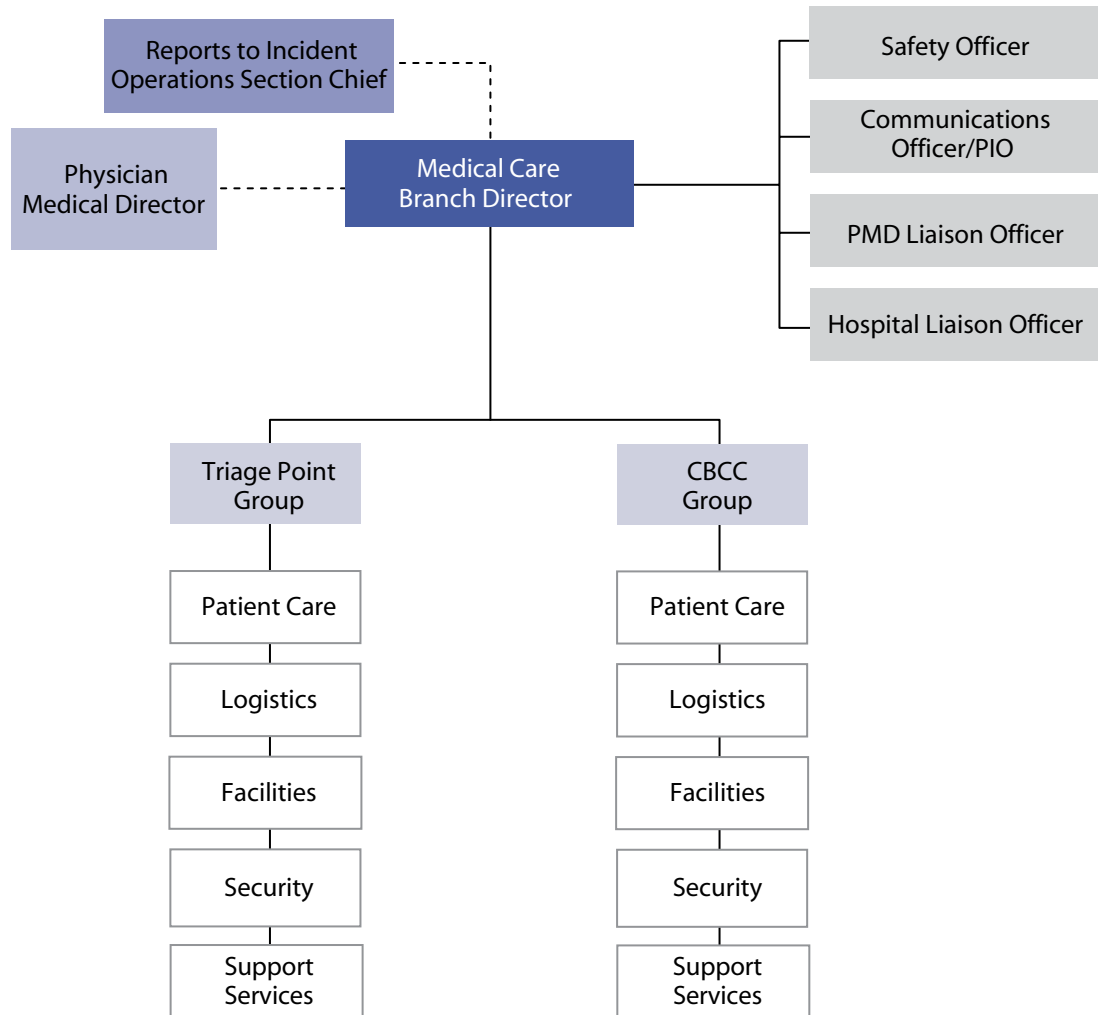 Reports to Incident
Operations Section Chief
Safety Officer
Communications
Officer/PIO
Physician
Medical Director
Medical Care
Branch Director
PMD Liaison Officer
Hospital Liaison Officer
Triage Point
Group
Patient Care
Logistics
Facilities
Security
Support
Services
CBCC
Group
Patient Care
Logistics
Facilities
Security
Support
Services